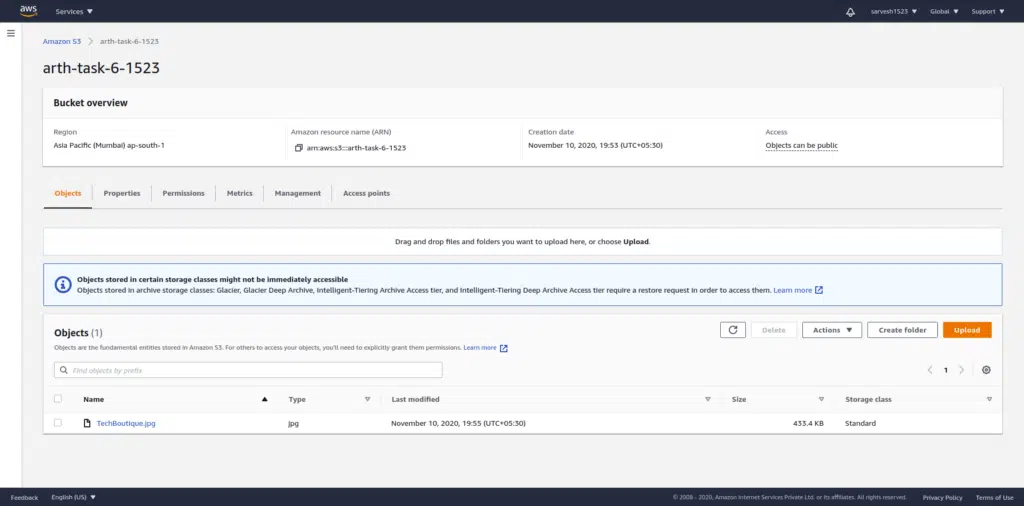 aws Services sarvesh1523 Global Support
Amazon S3 arth-task-6-1523
arth-task-6-1523
Bucket overview
Region Amazon resource name (ARN) Creation date Access
Asia Pacific (Mumbai) ap-south-1 arn:aws:s3:::arth-task-6-1523 November 10, 2020, 19:53 (UTC+05:30) Objects can be public
Objects Properties Permissions Metrics Management Access points
Drag and drop files and folders you want to upload here, or choose Upload.
Objects stored in certain storage classes might not be immediately accessible
Objects stored in archive storage classes: Glacier, Glacier Deep Archive, Intelligent-Tiering Archive Access tier, and Intelligent-Tiering Deep Archive Access tier require a restore request in order to access them. Learn more
Objects (1) Delete Actions Create folder Upload
Objects are the fundamental entities stored in Amazon S3. For others to access your objects, you'll need to explicitly grant them permissions. Learn more
Find objects by prefix 1
Name Type Last modified Size Storage class
TechBoutique.jpg jpg November 10, 2020, 19:55 (UTC+05:30) 433.4 KB Standard
Feedback English (US) © 2008 - 2020, Amazon Internet Services Private Ltd. or its affiliates. All rights reserved. Privacy Policy Terms of Use